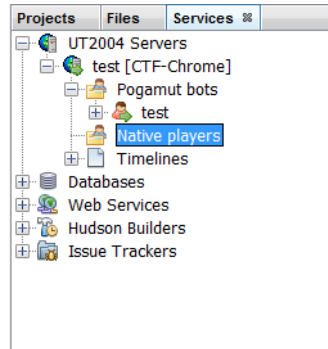 Projects Files Services
UT2004 Servers
test [CTF-Chrome]
Pogamut bots
test
Native players
Timelines
Databases
Web Services
Hudson Builders
Issue Trackers